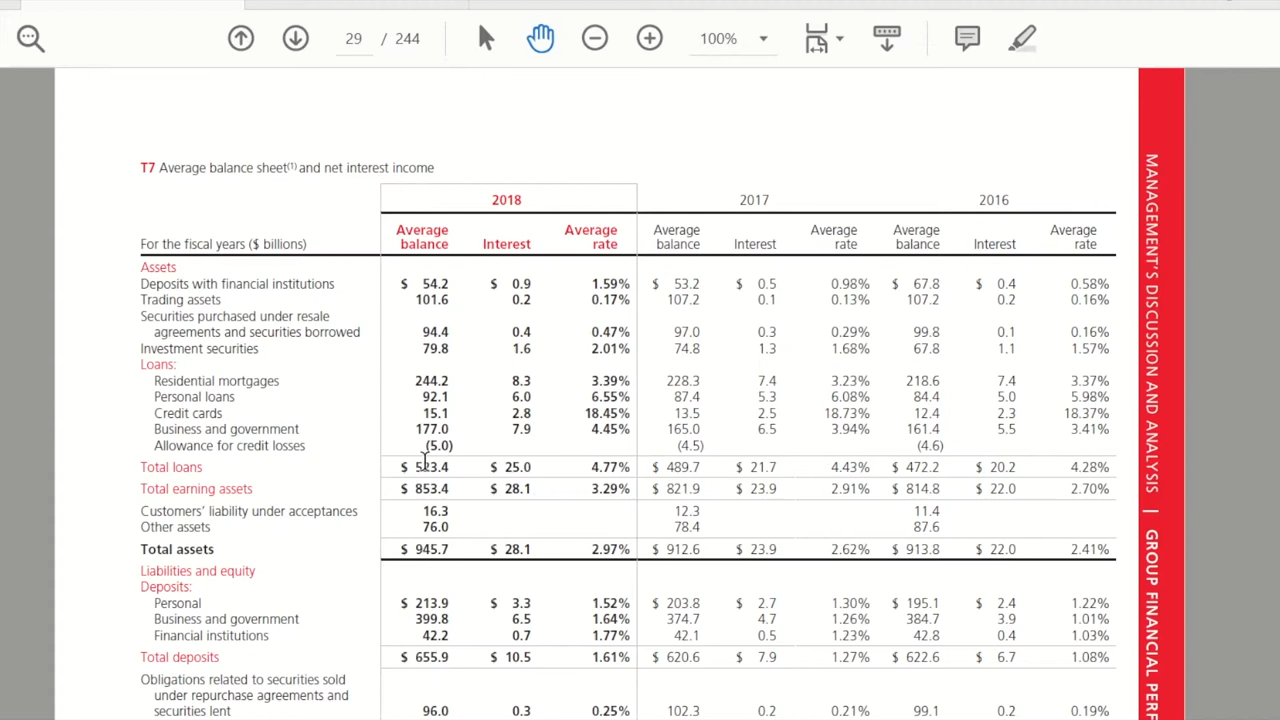 29 / 244 100%
T7 Average balance sheet(1) and net interest income
2018 2017 2016
For the fiscal years ($ billions) Average balance Interest Average rate Average balance Interest Average rate Average balance Interest Average rate
Assets
Deposits with financial institutions $ 54.2 $ 0.9 1.59% $ 53.2 $ 0.5 0.98% $ 67.8 $ 0.4 0.58%
Trading assets 101.6 0.2 0.17% 107.2 0.1 0.13% 107.2 0.2 0.16%
Securities purchased under resale
agreements and securities borrowed 94.4 0.4 0.47% 97.0 0.3 0.29% 99.8 0.1 0.16%
Investment securities 79.8 1.6 2.01% 74.8 1.3 1.68% 67.8 1.1 1.57%
Loans:
Residential mortgages 244.2 8.3 3.39% 228.3 7.4 3.23% 218.6 7.4 3.37%
Personal loans 92.1 6.0 6.55% 87.4 5.3 6.08% 84.4 5.0 5.98%
Credit cards 15.1 2.8 18.45% 13.5 2.5 18.73% 12.4 2.3 18.37%
Business and government 177.0 7.9 4.45% 165.0 6.5 3.94% 161.4 5.5 3.41%
Allowance for credit losses (5.0) (4.5) (4.6)
Total loans $ 523.4 $ 25.0 4.77% $ 489.7 $ 21.7 4.43% $ 472.2 $ 20.2 4.28%
Total earning assets $ 853.4 $ 28.1 3.29% $ 821.9 $ 23.9 2.91% $ 814.8 $ 22.0 2.70%
Customers' liability under acceptances 16.3 12.3 11.4
Other assets 76.0 78.4 87.6
Total assets $ 945.7 $ 28.1 2.97% $ 912.6 $ 23.9 2.62% $ 913.8 $ 22.0 2.41%
Liabilities and equity
Deposits:
Personal $ 213.9 $ 3.3 1.52% $ 203.8 $ 2.7 1.30% $ 195.1 $ 2.4 1.22%
Business and government 399.8 6.5 1.64% 374.7 4.7 1.26% 384.7 3.9 1.01%
Financial institutions 42.2 0.7 1.77% 42.1 0.5 1.23% 42.8 0.4 1.03%
Total deposits $ 655.9 $ 10.5 1.61% $ 620.6 $ 7.9 1.27% $ 622.6 $ 6.7 1.08%
Obligations related to securities sold
under repurchase agreements and
securities lent 96.0 0.3 0.25% 102.3 0.2 0.21% 99.1 0.2 0.19%
MANAGEMENT'S DISCUSSION AND ANALYSIS | GROUP FINANCIAL PERF